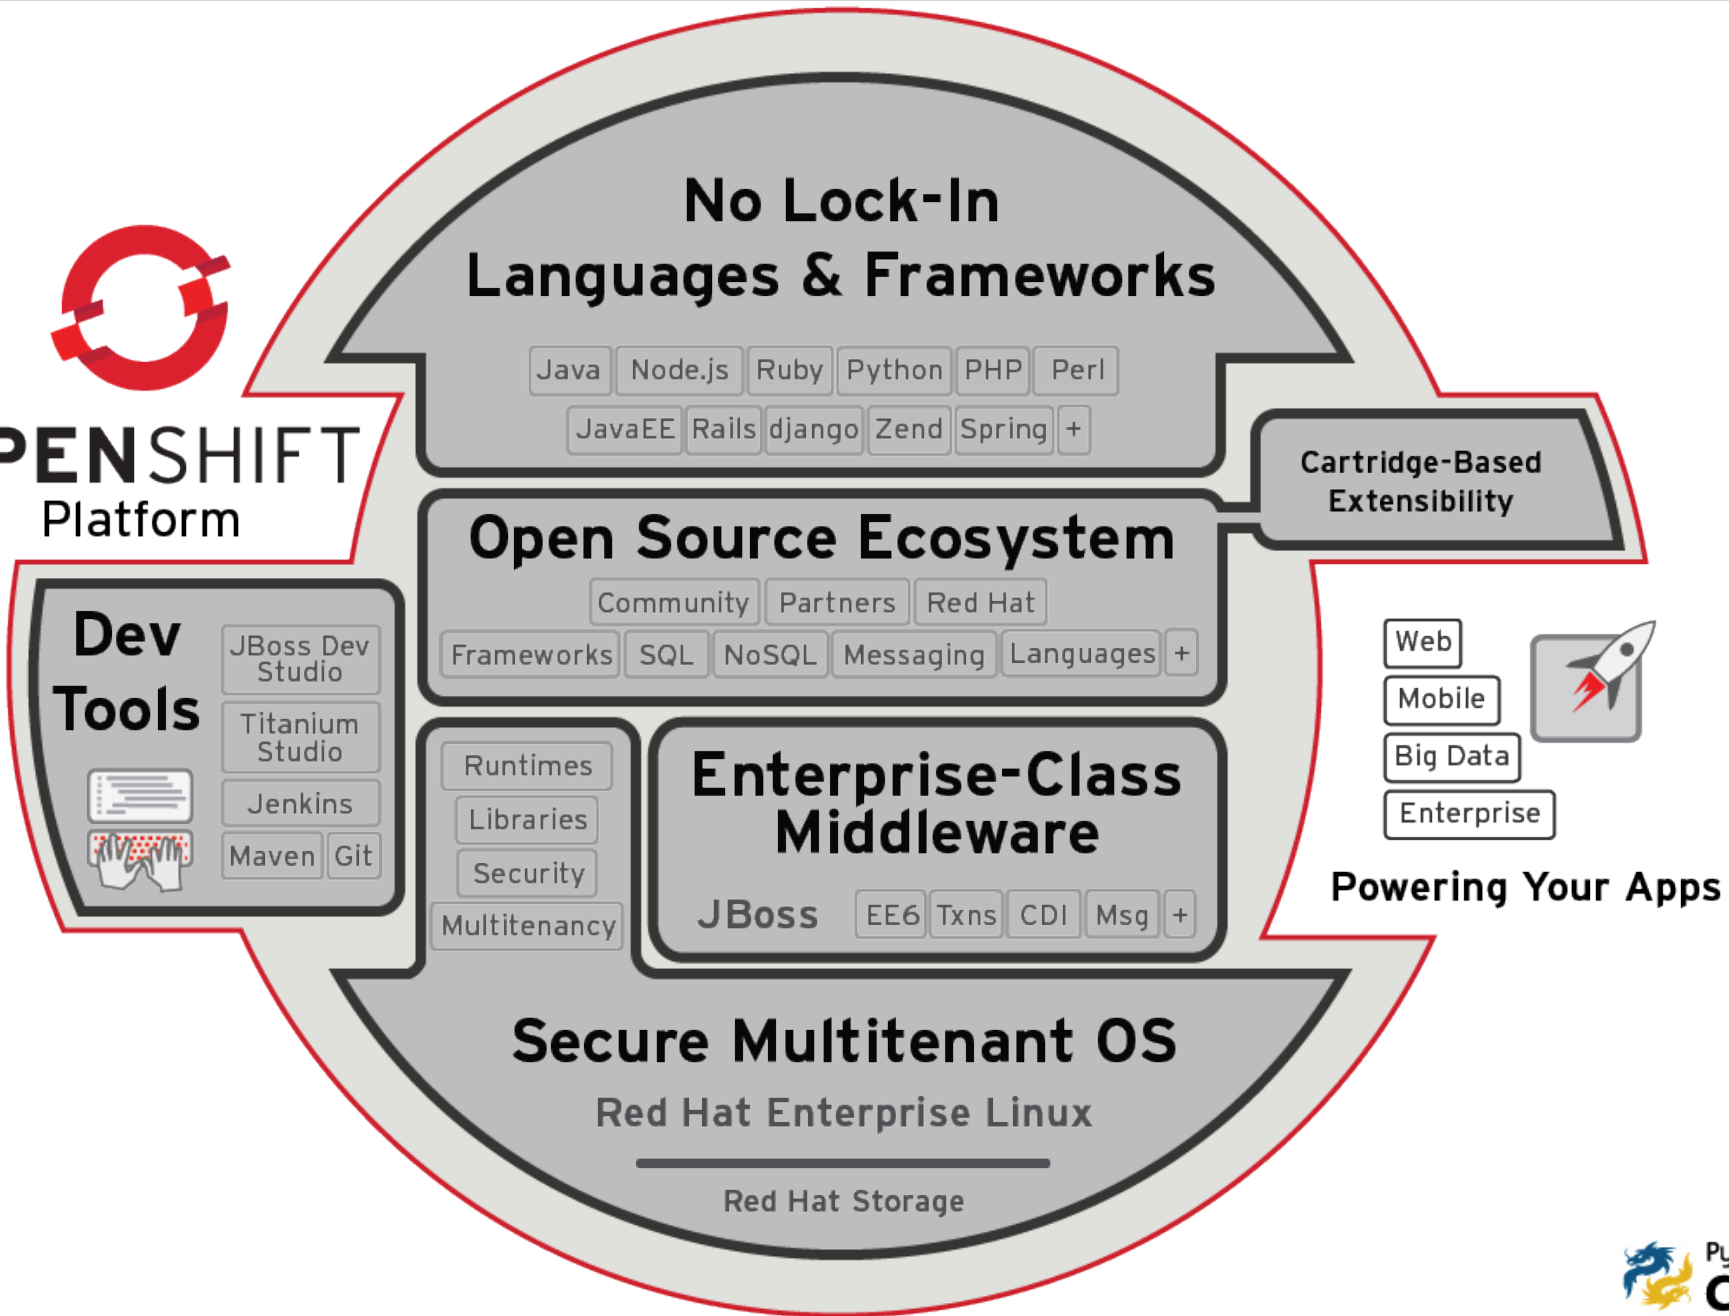 No Lock-In
Languages & Frameworks
Java Node.js Ruby Python PHP Perl
JavaEE Rails django Zend Spring +
PENSHIFT
Platform
Cartridge-Based
Extensibility
Open Source Ecosystem
Community Partners Red Hat
Frameworks SQL NoSQL Messaging Languages +
Dev
Tools
JBoss Dev
Studio
Titanium
Studio
Jenkins
Maven Git
Runtimes
Libraries
Security
Multitenancy
Enterprise-Class
Middleware
JBoss EE6 Txns CDI Msg +
Web
Mobile
Big Data
Enterprise
Powering Your Apps
Secure Multitenant OS
Red Hat Enterprise Linux
Red Hat Storage